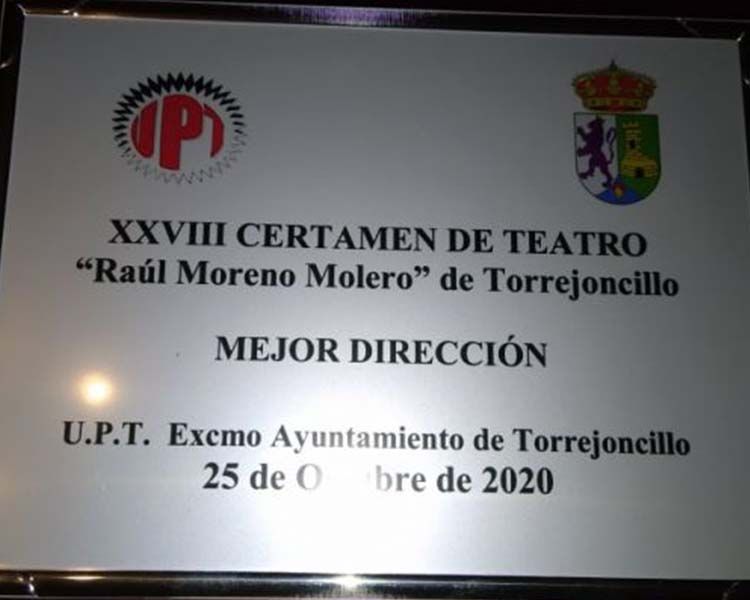 UPT
XXVIII CERTAMEN DE TEATRO
“Raúl Moreno Molero” de Torrejoncillo
MEJOR DIRECCIÓN
U.P.T. Excmo Ayuntamiento de Torrejoncillo
25 de de 2020